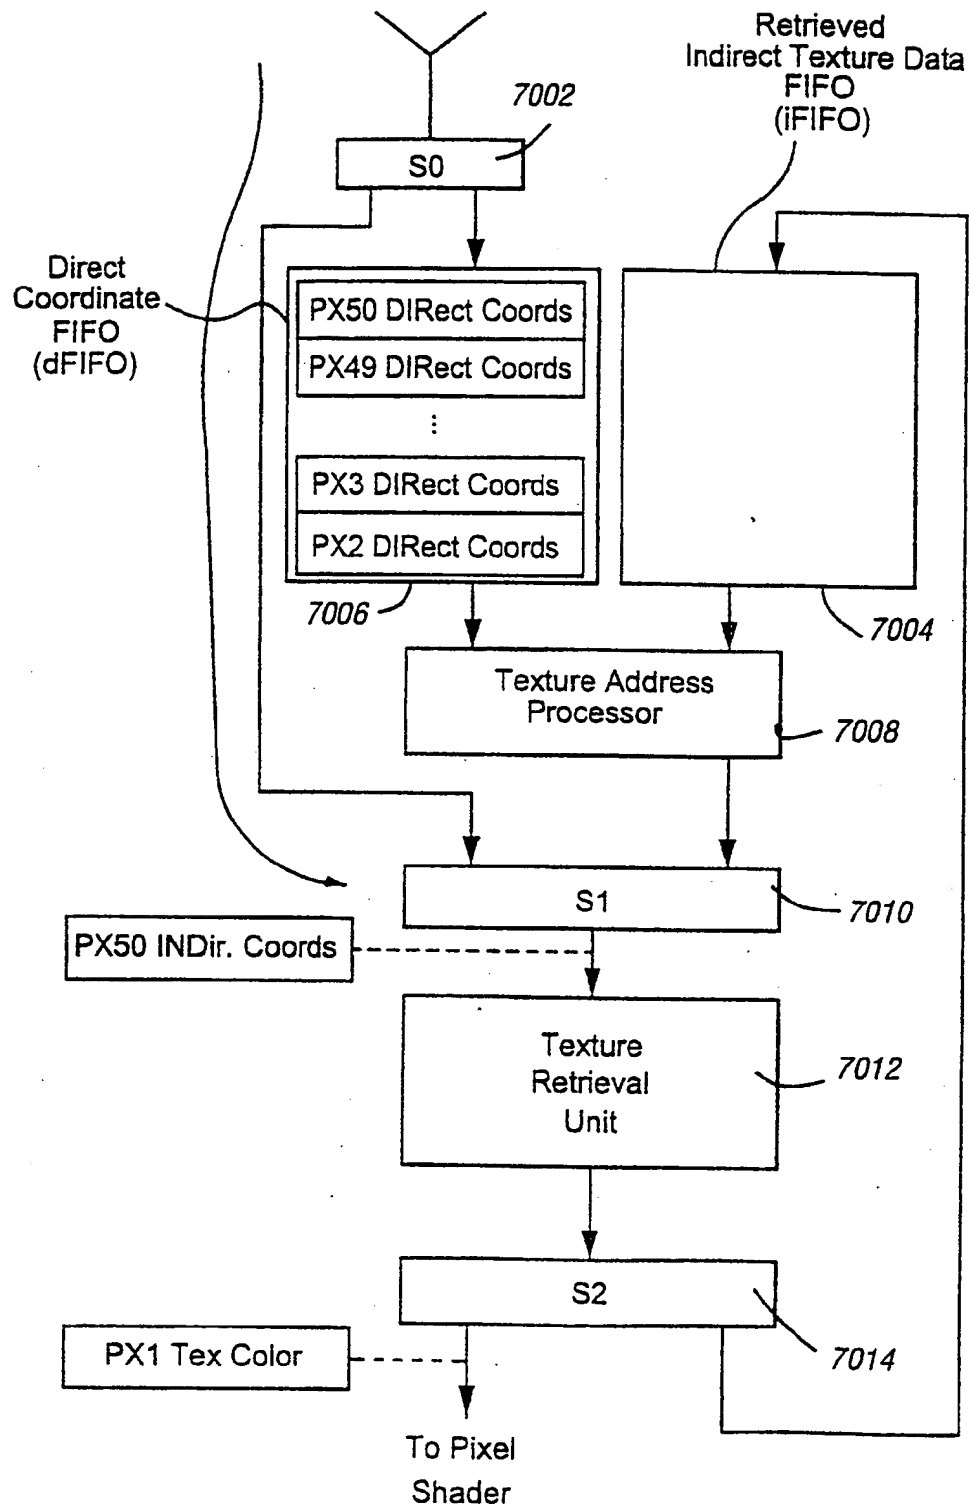 Retrieved
Indirect Texture Data
FIFO
(iFIFO)
7002
S0
Direct
Coordinate
FIFO
(dFIFO)
PX50 DIRect Coords
PX49 DIRect Coords
⋮
PX3 DIRect Coords
PX2 DIRect Coords
7006
7004
Texture Address
Processor
7008
S1
7010
PX50 INDir. Coords
Texture
Retrieval
Unit
7012
S2
7014
PX1 Tex Color
To Pixel
Shader